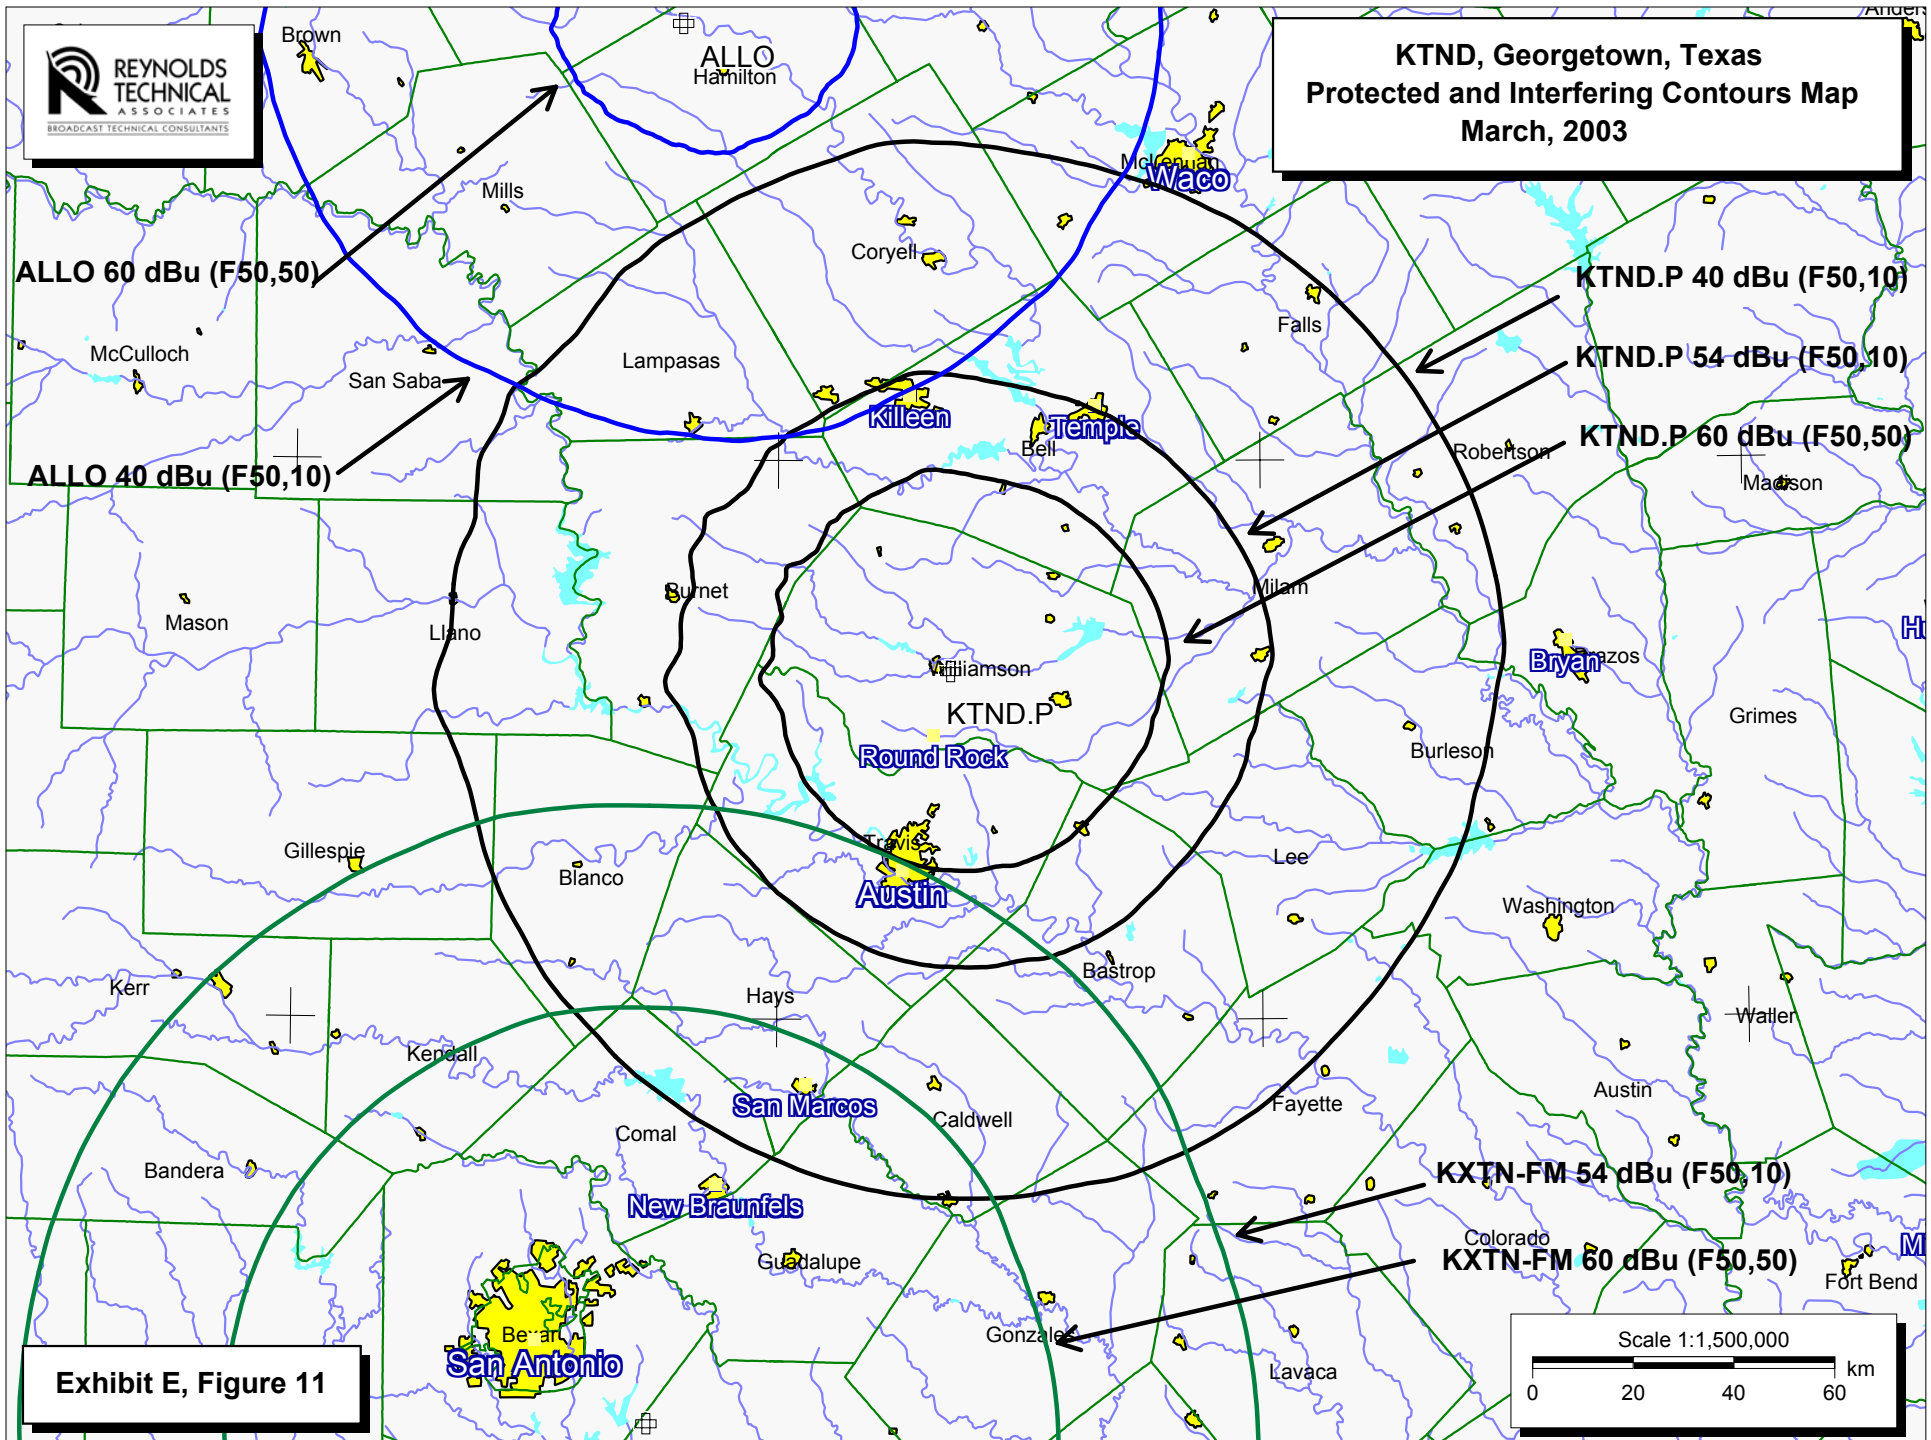 REYNOLDS
TECHNICAL
ASSOCIATES
BROADCAST TECHNICAL CONSULTANTS
KTND, Georgetown, Texas
Protected and Interfering Contours Map
March, 2003
Brown
ALLO
Hamilton
Mills
McLennan
Waco
Coryell
ALLO 60 dBu (F50,50)
KTND.P 40 dBu (F50,10)
Falls
McCulloch
San Saba
Lampasas
KTND.P 54 dBu (F50,10)
Killeen
Temple
Bell
KTND.P 60 dBu (F50,50)
Robertson
Madison
ALLO 40 dBu (F50,10)
Mason
Llano
Burnet
Milam
Williamson
KTND.P
Round Rock
Bryan
Brazos
Grimes
Burleson
Gillespie
Blanco
Travis
Austin
Lee
Washington
Kerr
Hays
Bastrop
Waller
Kendall
San Marcos
Caldwell
Fayette
Austin
Comal
Bandera
New Braunfels
KXTN-FM 54 dBu (F50,10)
Colorado
Guadalupe
KXTN-FM 60 dBu (F50,50)
Fort Bend
Bexar
San Antonio
Gonzales
Lavaca
Scale 1:1,500,000
km
0 20 40 60
Exhibit E, Figure 11